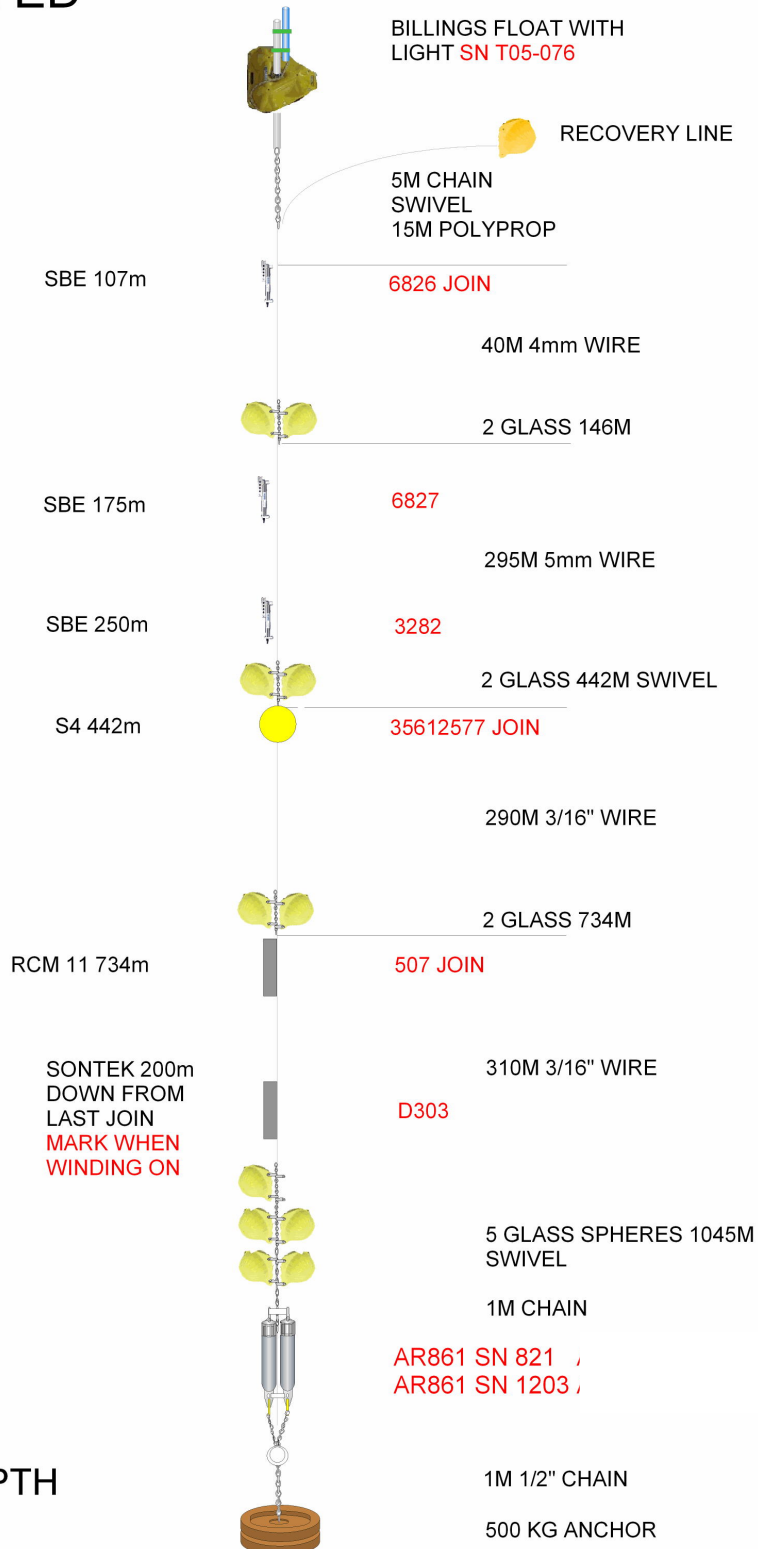 BILLINGS FLOAT WITH
LIGHT SN T05-076
RECOVERY LINE
5M CHAIN
SWIVEL
15M POLYPROP
SBE 107m
6826 JOIN
40M 4mm WIRE
2 GLASS 146M
SBE 175m
6827
295M 5mm WIRE
SBE 250m
3282
2 GLASS 442M SWIVEL
S4 442m
35612577 JOIN
290M 3/16" WIRE
2 GLASS 734M
RCM 11 734m
507 JOIN
310M 3/16" WIRE
SONTEK 200m
DOWN FROM
LAST JOIN
MARK WHEN
WINDING ON
D303
5 GLASS SPHERES 1045M
SWIVEL
1M CHAIN
AR861 SN 821
AR861 SN 1203
1M 1/2" CHAIN
500 KG ANCHOR